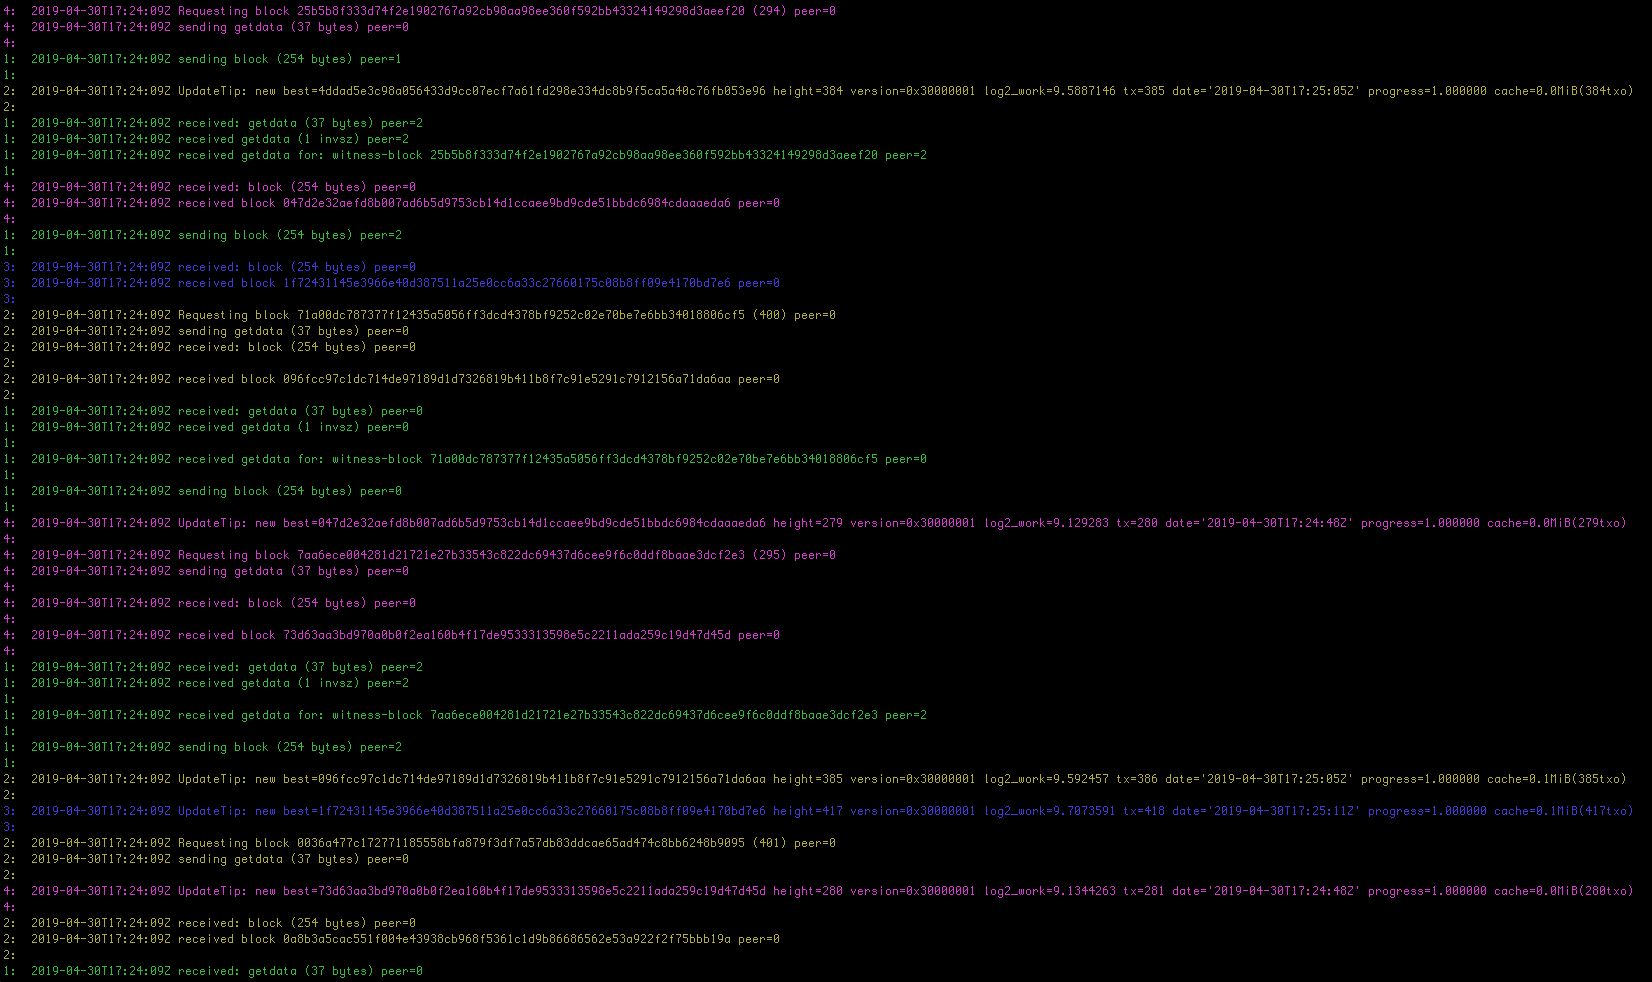 4:  2019-04-30T17:24:09Z Requesting block 25b5b8f333d74f2e1902767a92cb98aa98ee360f592bb43324149298d3aeef20 (294) peer=0
4:  2019-04-30T17:24:09Z sending getdata (37 bytes) peer=0
4:
1:  2019-04-30T17:24:09Z sending block (254 bytes) peer=1
1:
2:  2019-04-30T17:24:09Z UpdateTip: new best=4ddad5e3c98a056433d9cc07ecf7a61fd298e334dc8b9f5ca5a40c76fb053e96 height=384 version=0x30000001 log2_work=9.5887146 tx=385 date='2019-04-30T17:25:05Z' progress=1.000000 cache=0.0MiB(384txo)
2:
1:  2019-04-30T17:24:09Z received: getdata (37 bytes) peer=2
1:  2019-04-30T17:24:09Z received getdata (1 invsz) peer=2
1:  2019-04-30T17:24:09Z received getdata for: witness-block 25b5b8f333d74f2e1902767a92cb98aa98ee360f592bb43324149298d3aeef20 peer=2
1:
4:  2019-04-30T17:24:09Z received: block (254 bytes) peer=0
4:  2019-04-30T17:24:09Z received block 047d2e32aefd8b007ad6b5d9753cb14d1ccaee9bd9cde51bbdc6984cdaaaeda6 peer=0
4:
1:  2019-04-30T17:24:09Z sending block (254 bytes) peer=2
1:
3:  2019-04-30T17:24:09Z received: block (254 bytes) peer=0
3:  2019-04-30T17:24:09Z received block 1f72431145e3966e40d387511a25e0cc6a33c27660175c08b8ff09e4170bd7e6 peer=0
3:
2:  2019-04-30T17:24:09Z Requesting block 71a00dc787377f12435a5056ff3dcd4378bf9252c02e70be7e6bb34018806cf5 (400) peer=0
2:  2019-04-30T17:24:09Z sending getdata (37 bytes) peer=0
2:  2019-04-30T17:24:09Z received: block (254 bytes) peer=0
2:
2:  2019-04-30T17:24:09Z received block 096fcc97c1dc714de97189d1d7326819b411b8f7c91e5291c7912156a71da6aa peer=0
2:
1:  2019-04-30T17:24:09Z received: getdata (37 bytes) peer=0
1:  2019-04-30T17:24:09Z received getdata (1 invsz) peer=0
1:
1:  2019-04-30T17:24:09Z received getdata for: witness-block 71a00dc787377f12435a5056ff3dcd4378bf9252c02e70be7e6bb34018806cf5 peer=0
1:
1:  2019-04-30T17:24:09Z sending block (254 bytes) peer=0
1:
4:  2019-04-30T17:24:09Z UpdateTip: new best=047d2e32aefd8b007ad6b5d9753cb14d1ccaee9bd9cde51bbdc6984cdaaaeda6 height=279 version=0x30000001 log2_work=9.129283 tx=280 date='2019-04-30T17:24:48Z' progress=1.000000 cache=0.0MiB(279txo)
4:
4:  2019-04-30T17:24:09Z Requesting block 7aa6ece004281d21721e27b33543c822dc69437d6cee9f6c0ddf8baae3dcf2e3 (295) peer=0
4:  2019-04-30T17:24:09Z sending getdata (37 bytes) peer=0
4:
4:  2019-04-30T17:24:09Z received: block (254 bytes) peer=0
4:
4:  2019-04-30T17:24:09Z received block 73d63aa3bd970a0b0f2ea160b4f17de9533313598e5c2211ada259c19d47d45d peer=0
4:
1:  2019-04-30T17:24:09Z received: getdata (37 bytes) peer=2
1:  2019-04-30T17:24:09Z received getdata (1 invsz) peer=2
1:
1:  2019-04-30T17:24:09Z received getdata for: witness-block 7aa6ece004281d21721e27b33543c822dc69437d6cee9f6c0ddf8baae3dcf2e3 peer=2
1:
1:  2019-04-30T17:24:09Z sending block (254 bytes) peer=2
1:
2:  2019-04-30T17:24:09Z UpdateTip: new best=096fcc97c1dc714de97189d1d7326819b411b8f7c91e5291c7912156a71da6aa height=385 version=0x30000001 log2_work=9.592457 tx=386 date='2019-04-30T17:25:05Z' progress=1.000000 cache=0.1MiB(385txo)
2:
3:  2019-04-30T17:24:09Z UpdateTip: new best=1f72431145e3966e40d387511a25e0cc6a33c27660175c08b8ff09e4170bd7e6 height=417 version=0x30000001 log2_work=9.7073591 tx=418 date='2019-04-30T17:25:11Z' progress=1.000000 cache=0.1MiB(417txo)
3:
2:  2019-04-30T17:24:09Z Requesting block 0036a477c172771185558bfa879f3df7a57db83ddcae65ad474c8bb6248b9095 (401) peer=0
2:  2019-04-30T17:24:09Z sending getdata (37 bytes) peer=0
2:
4:  2019-04-30T17:24:09Z UpdateTip: new best=73d63aa3bd970a0b0f2ea160b4f17de9533313598e5c2211ada259c19d47d45d height=280 version=0x30000001 log2_work=9.1344263 tx=281 date='2019-04-30T17:24:48Z' progress=1.000000 cache=0.0MiB(280txo)
4:
2:  2019-04-30T17:24:09Z received: block (254 bytes) peer=0
2:  2019-04-30T17:24:09Z received block 0a8b3a5cac551f004e43938cb968f5361c1d9b86686562e53a922f2f75bbb19a peer=0
2:
1:  2019-04-30T17:24:09Z received: getdata (37 bytes) peer=0